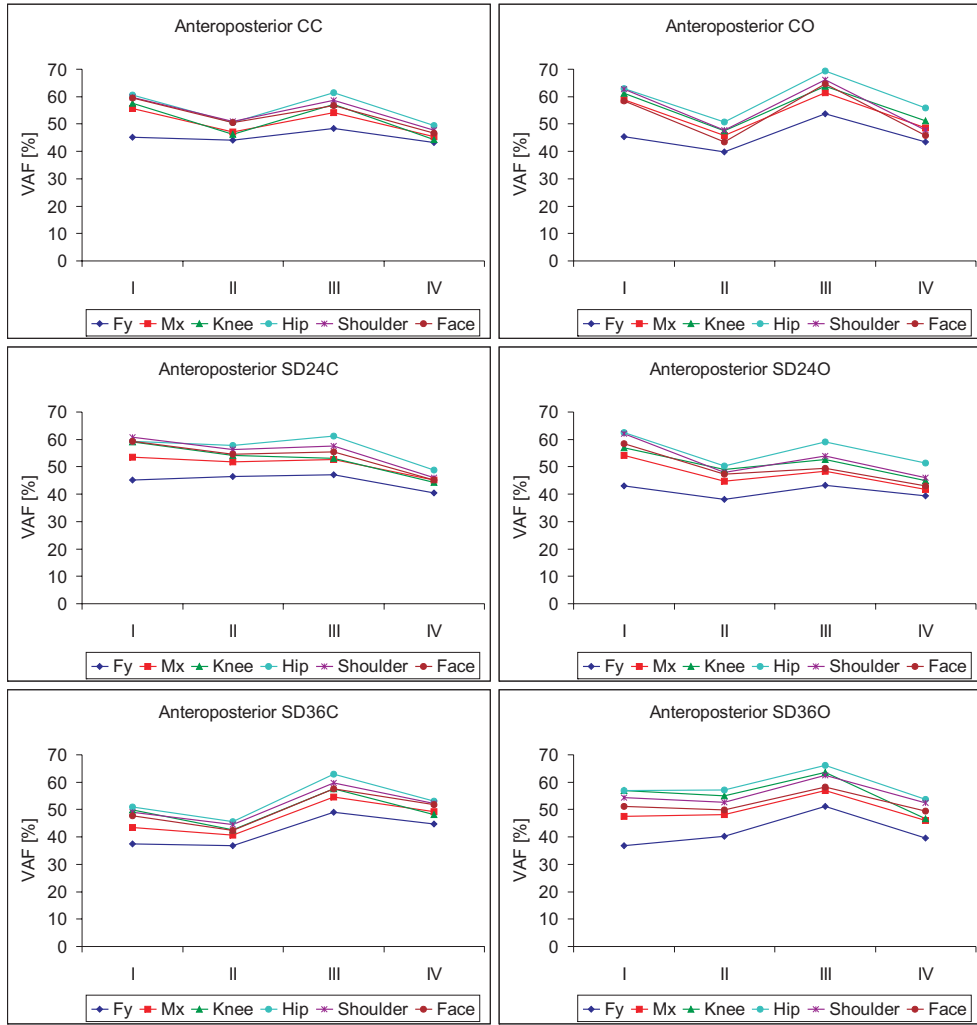 Anteroposterior CC
VAF [%]
70
60
50
40
30
20
10
0
I II III IV
Fy Mx Knee Hip Shoulder Face
Anteroposterior CO
VAF [%]
70
60
50
40
30
20
10
0
I II III IV
Fy Mx Knee Hip Shoulder Face
Anteroposterior SD24C
VAF [%]
70
60
50
40
30
20
10
0
I II III IV
Fy Mx Knee Hip Shoulder Face
Anteroposterior SD24O
VAF [%]
70
60
50
40
30
20
10
0
I II III IV
Fy Mx Knee Hip Shoulder Face
Anteroposterior SD36C
VAF [%]
70
60
50
40
30
20
10
0
I II III IV
Fy Mx Knee Hip Shoulder Face
Anteroposterior SD36O
VAF [%]
70
60
50
40
30
20
10
0
I II III IV
Fy Mx Knee Hip Shoulder Face